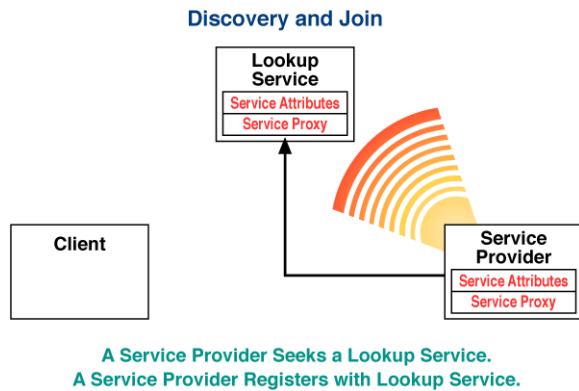 Discovery and Join
Lookup
Service
Service Attributes
Service Proxy
Client
Service
Provider
Service Attributes
Service Proxy
A Service Provider Seeks a Lookup Service.
A Service Provider Registers with Lookup Service.